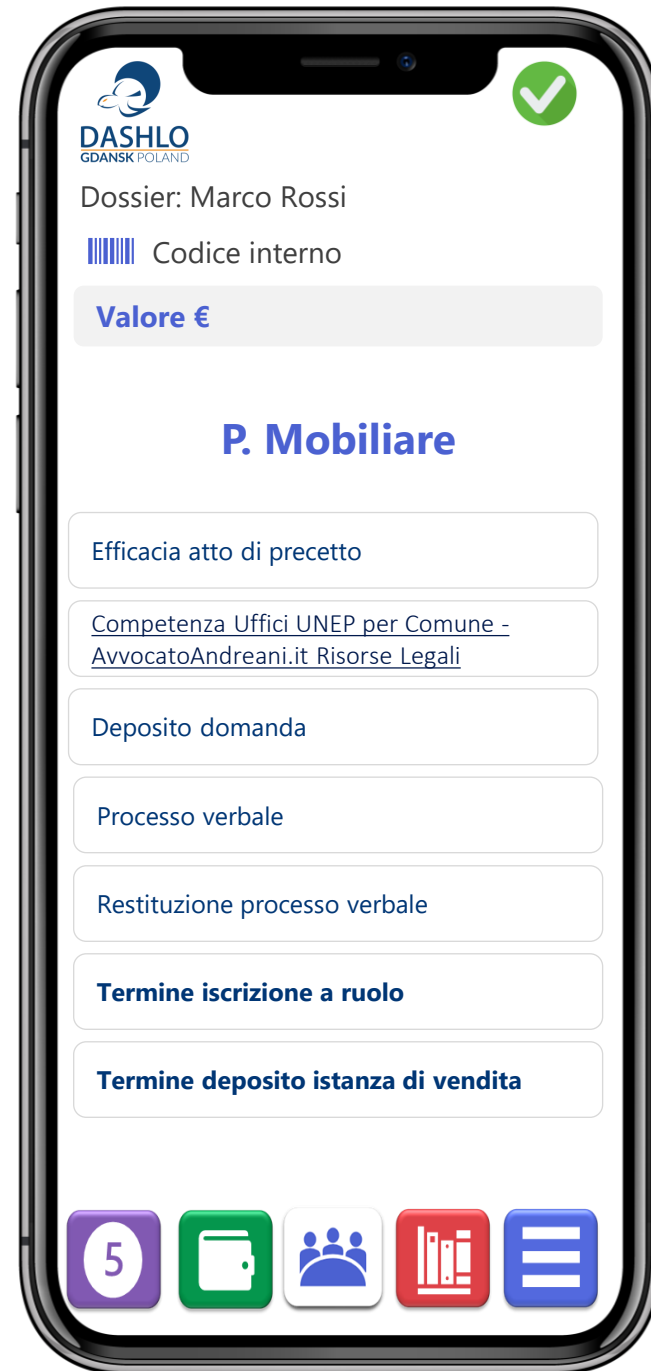 DASHLO
GDANSK POLAND
Dossier: Marco Rossi
Codice interno
Valore €
P. Mobiliare
Efficacia atto di precetto
Competenza Uffici UNEP per Comune -
AvvocatoAndreani.it Risorse Legali
Deposito domanda
Processo verbale
Restituzione processo verbale
Termine iscrizione a ruolo
Termine deposito istanza di vendita
5